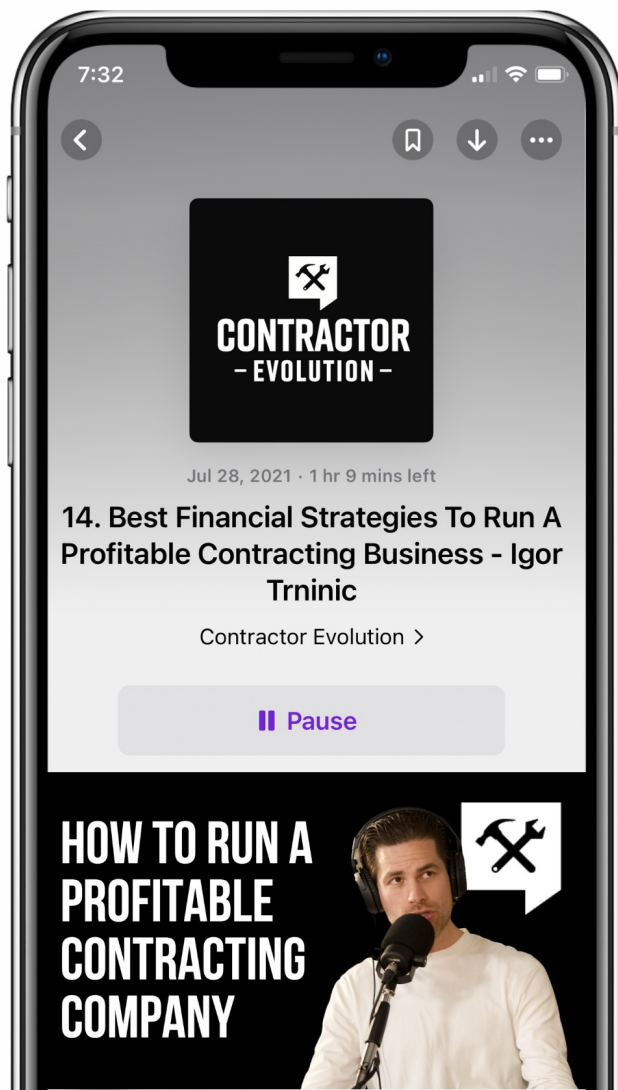 7:32
CONTRACTOR
– EVOLUTION –
Jul 28, 2021 · 1 hr 9 mins left
14. Best Financial Strategies To Run A
Profitable Contracting Business - Igor
Trninic
Contractor Evolution >
Pause
HOW TO RUN A
PROFITABLE
CONTRACTING
COMPANY